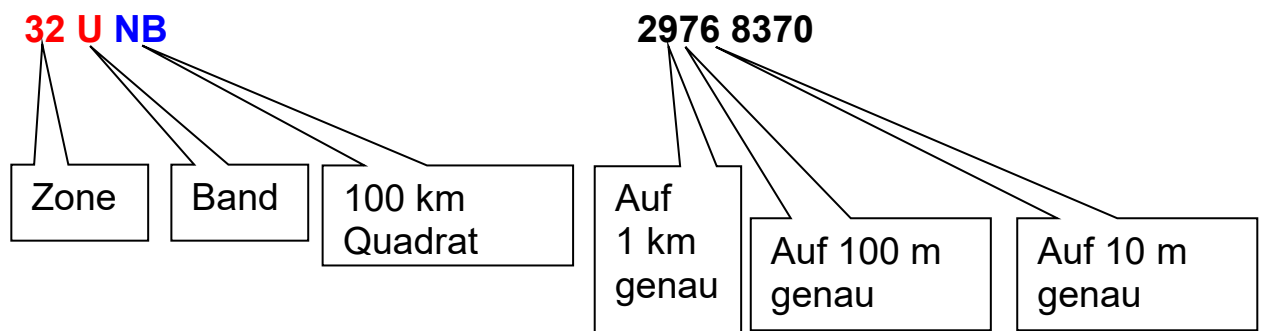 32 U NB 2976 8370
Zone
Band
100 km
Quadrat
Auf
1 km
genau
Auf 100 m
genau
Auf 10 m
genau